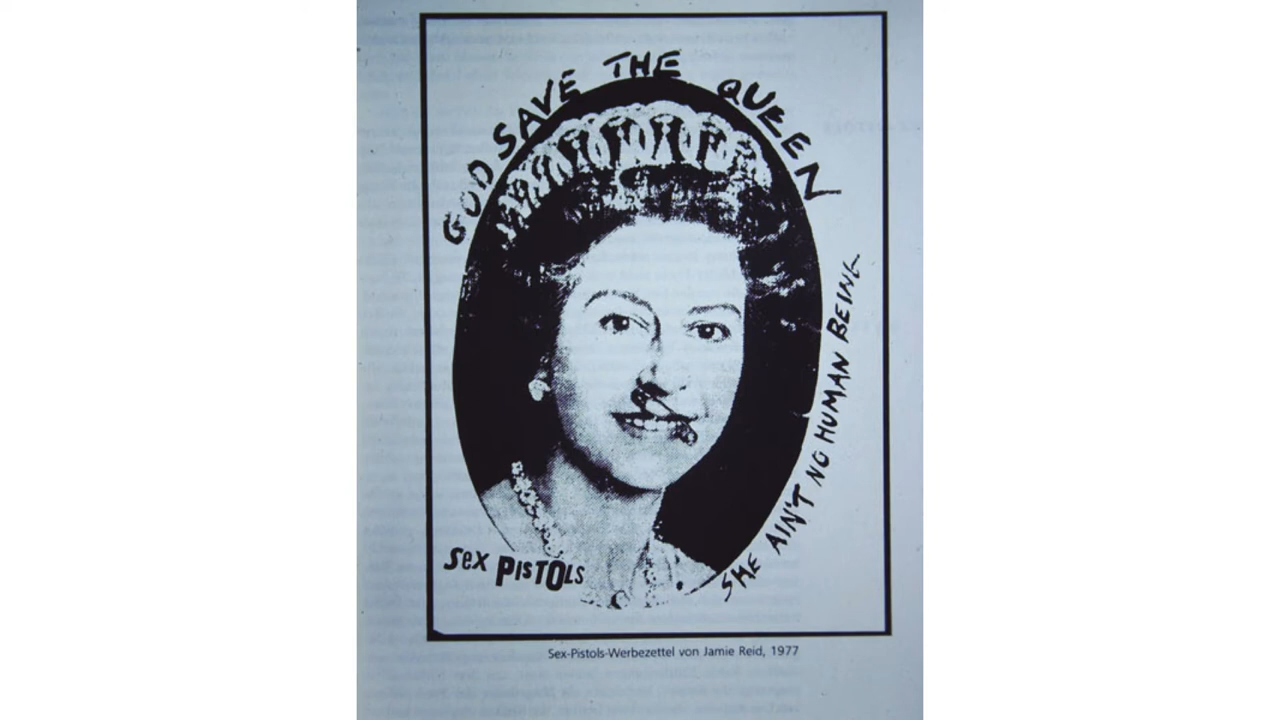 GOD SAVE THE QUEEN
SHE AIN'T NO HUMAN BEING
Sex PISTOLS
Sex-Pistols-Werbezettel von Jamie Reid, 1977